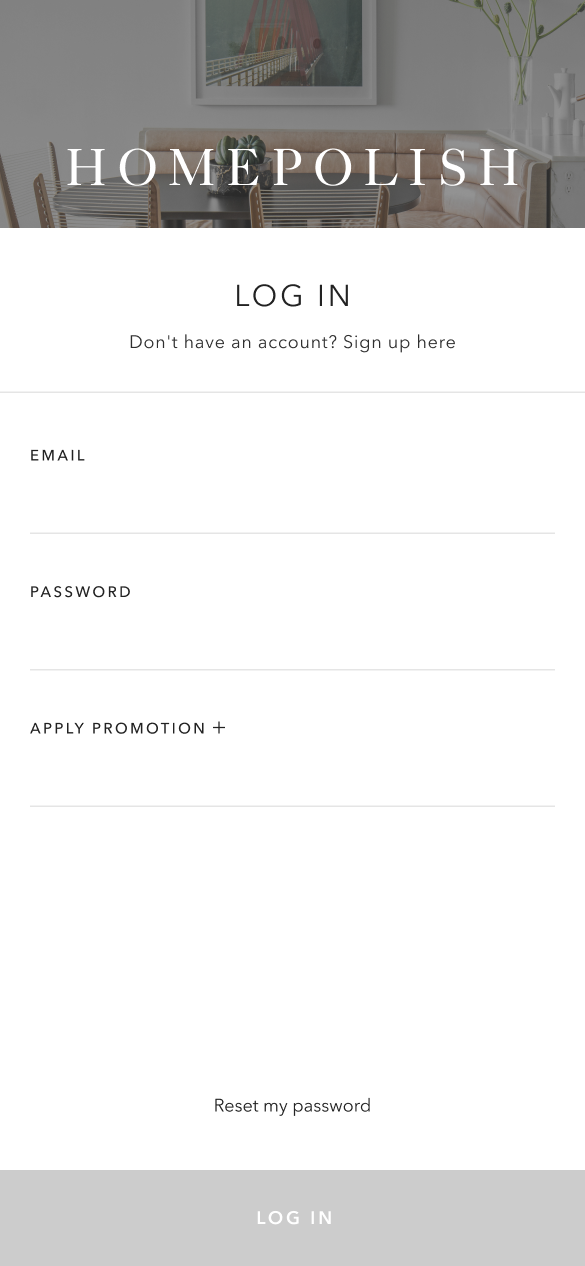 HOMEPOLISH
LOG IN
Don't have an account? Sign up here
EMAIL
PASSWORD
APPLY PROMOTION +
Reset my password
LOG IN